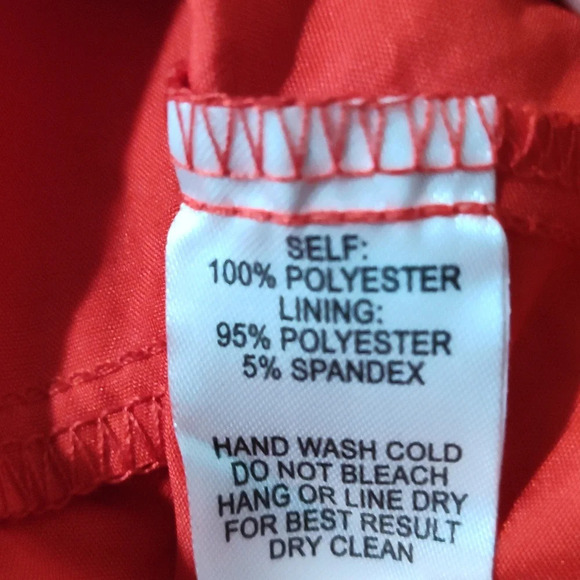 SELF:
100% POLYESTER
LINING:
95% POLYESTER
5% SPANDEX
HAND WASH COLD
DO NOT BLEACH
HANG OR LINE DRY
FOR BEST RESULT
DRY CLEAN